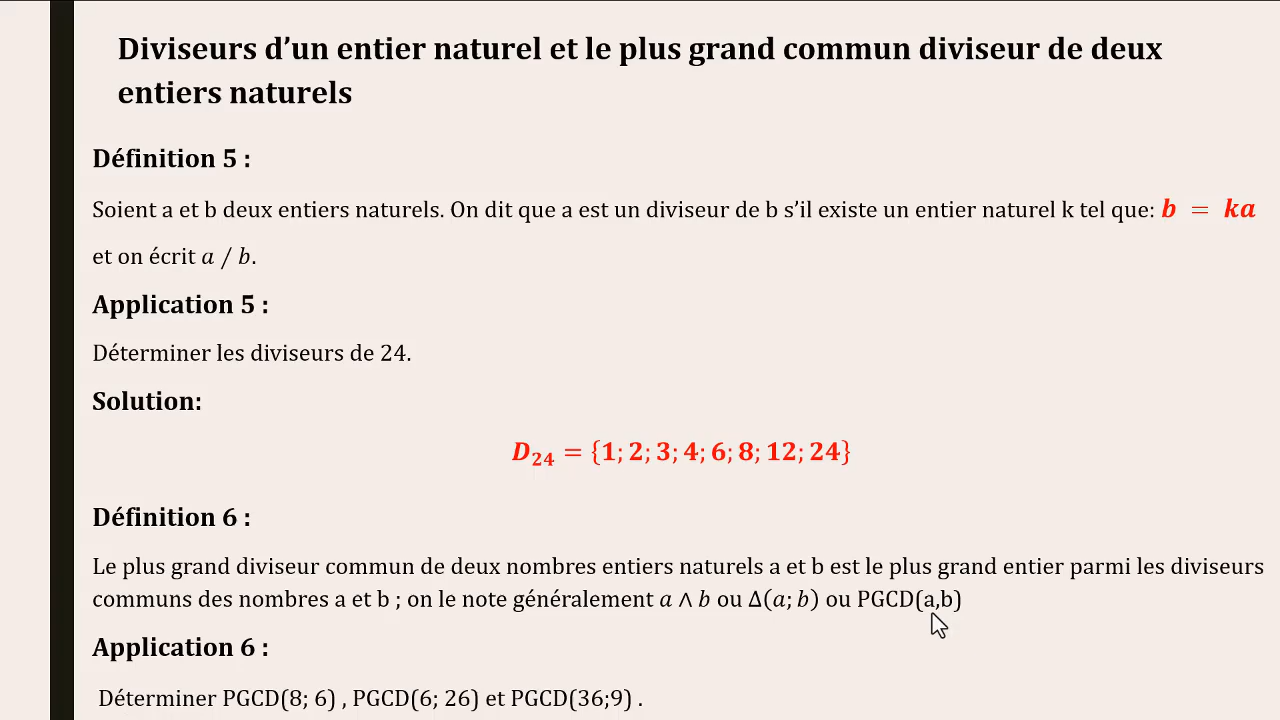 Diviseurs d’un entier naturel et le plus grand commun diviseur de deux
entiers naturels
Définition 5 :
Soient a et b deux entiers naturels. On dit que a est un diviseur de b s’il existe un entier naturel k tel que: b = ka
et on écrit a / b.
Application 5 :
Déterminer les diviseurs de 24.
Solution:
D₂₄ = {1; 2; 3; 4; 6; 8; 12; 24}
Définition 6 :
Le plus grand diviseur commun de deux nombres entiers naturels a et b est le plus grand entier parmi les diviseurs
communs des nombres a et b ; on le note généralement a ∧ b ou Δ(a; b) ou PGCD(a,b)
Application 6 :
Déterminer PGCD(8; 6) , PGCD(6; 26) et PGCD(36;9) .